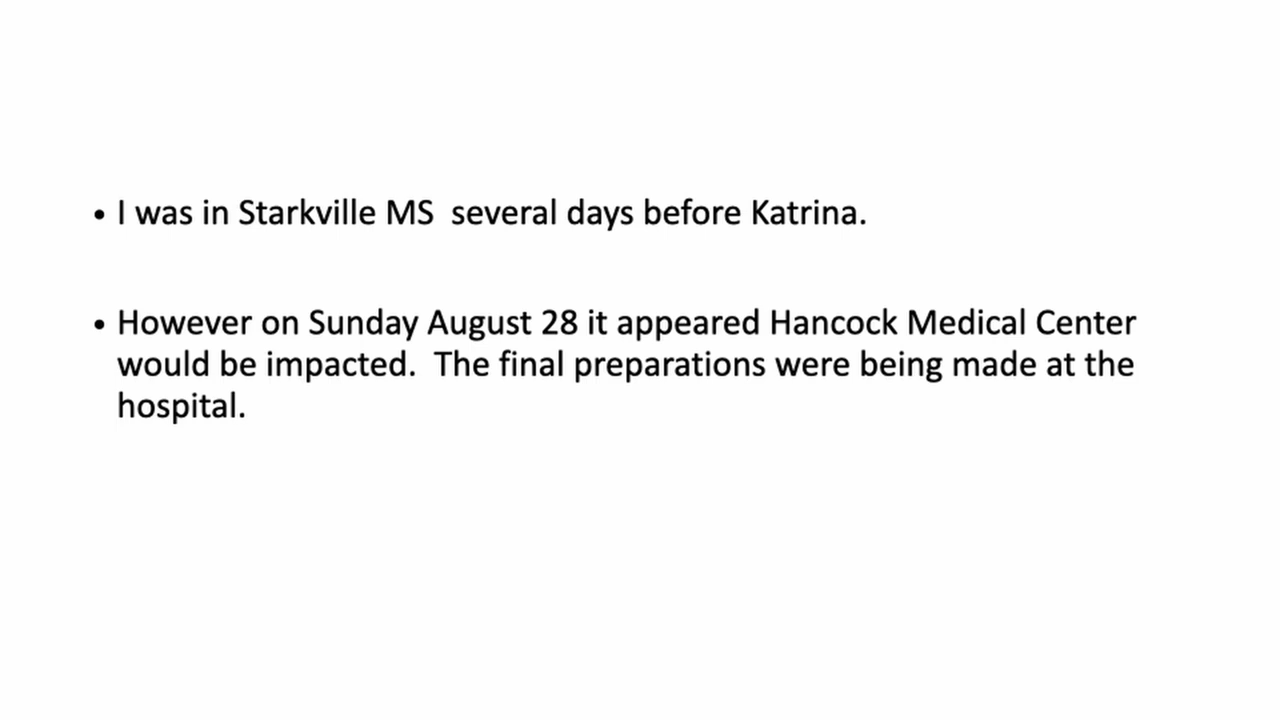 • I was in Starkville MS  several days before Katrina.
• However on Sunday August 28 it appeared Hancock Medical Center
would be impacted.  The final preparations were being made at the
hospital.